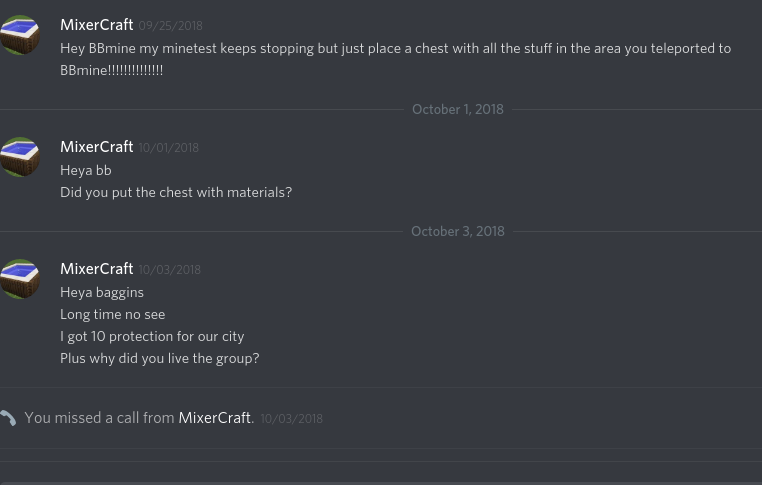 MixerCraft 09/25/2018
Hey BBmine my minetest keeps stopping but just place a chest with all the stuff in the area you teleported to
BBmine!!!!!!!!!!!!!!
October 1, 2018
MixerCraft 10/01/2018
Heya bb
Did you put the chest with materials?
October 3, 2018
MixerCraft 10/03/2018
Heya baggins
Long time no see
I got 10 protection for our city
Plus why did you live the group?
You missed a call from MixerCraft. 10/03/2018